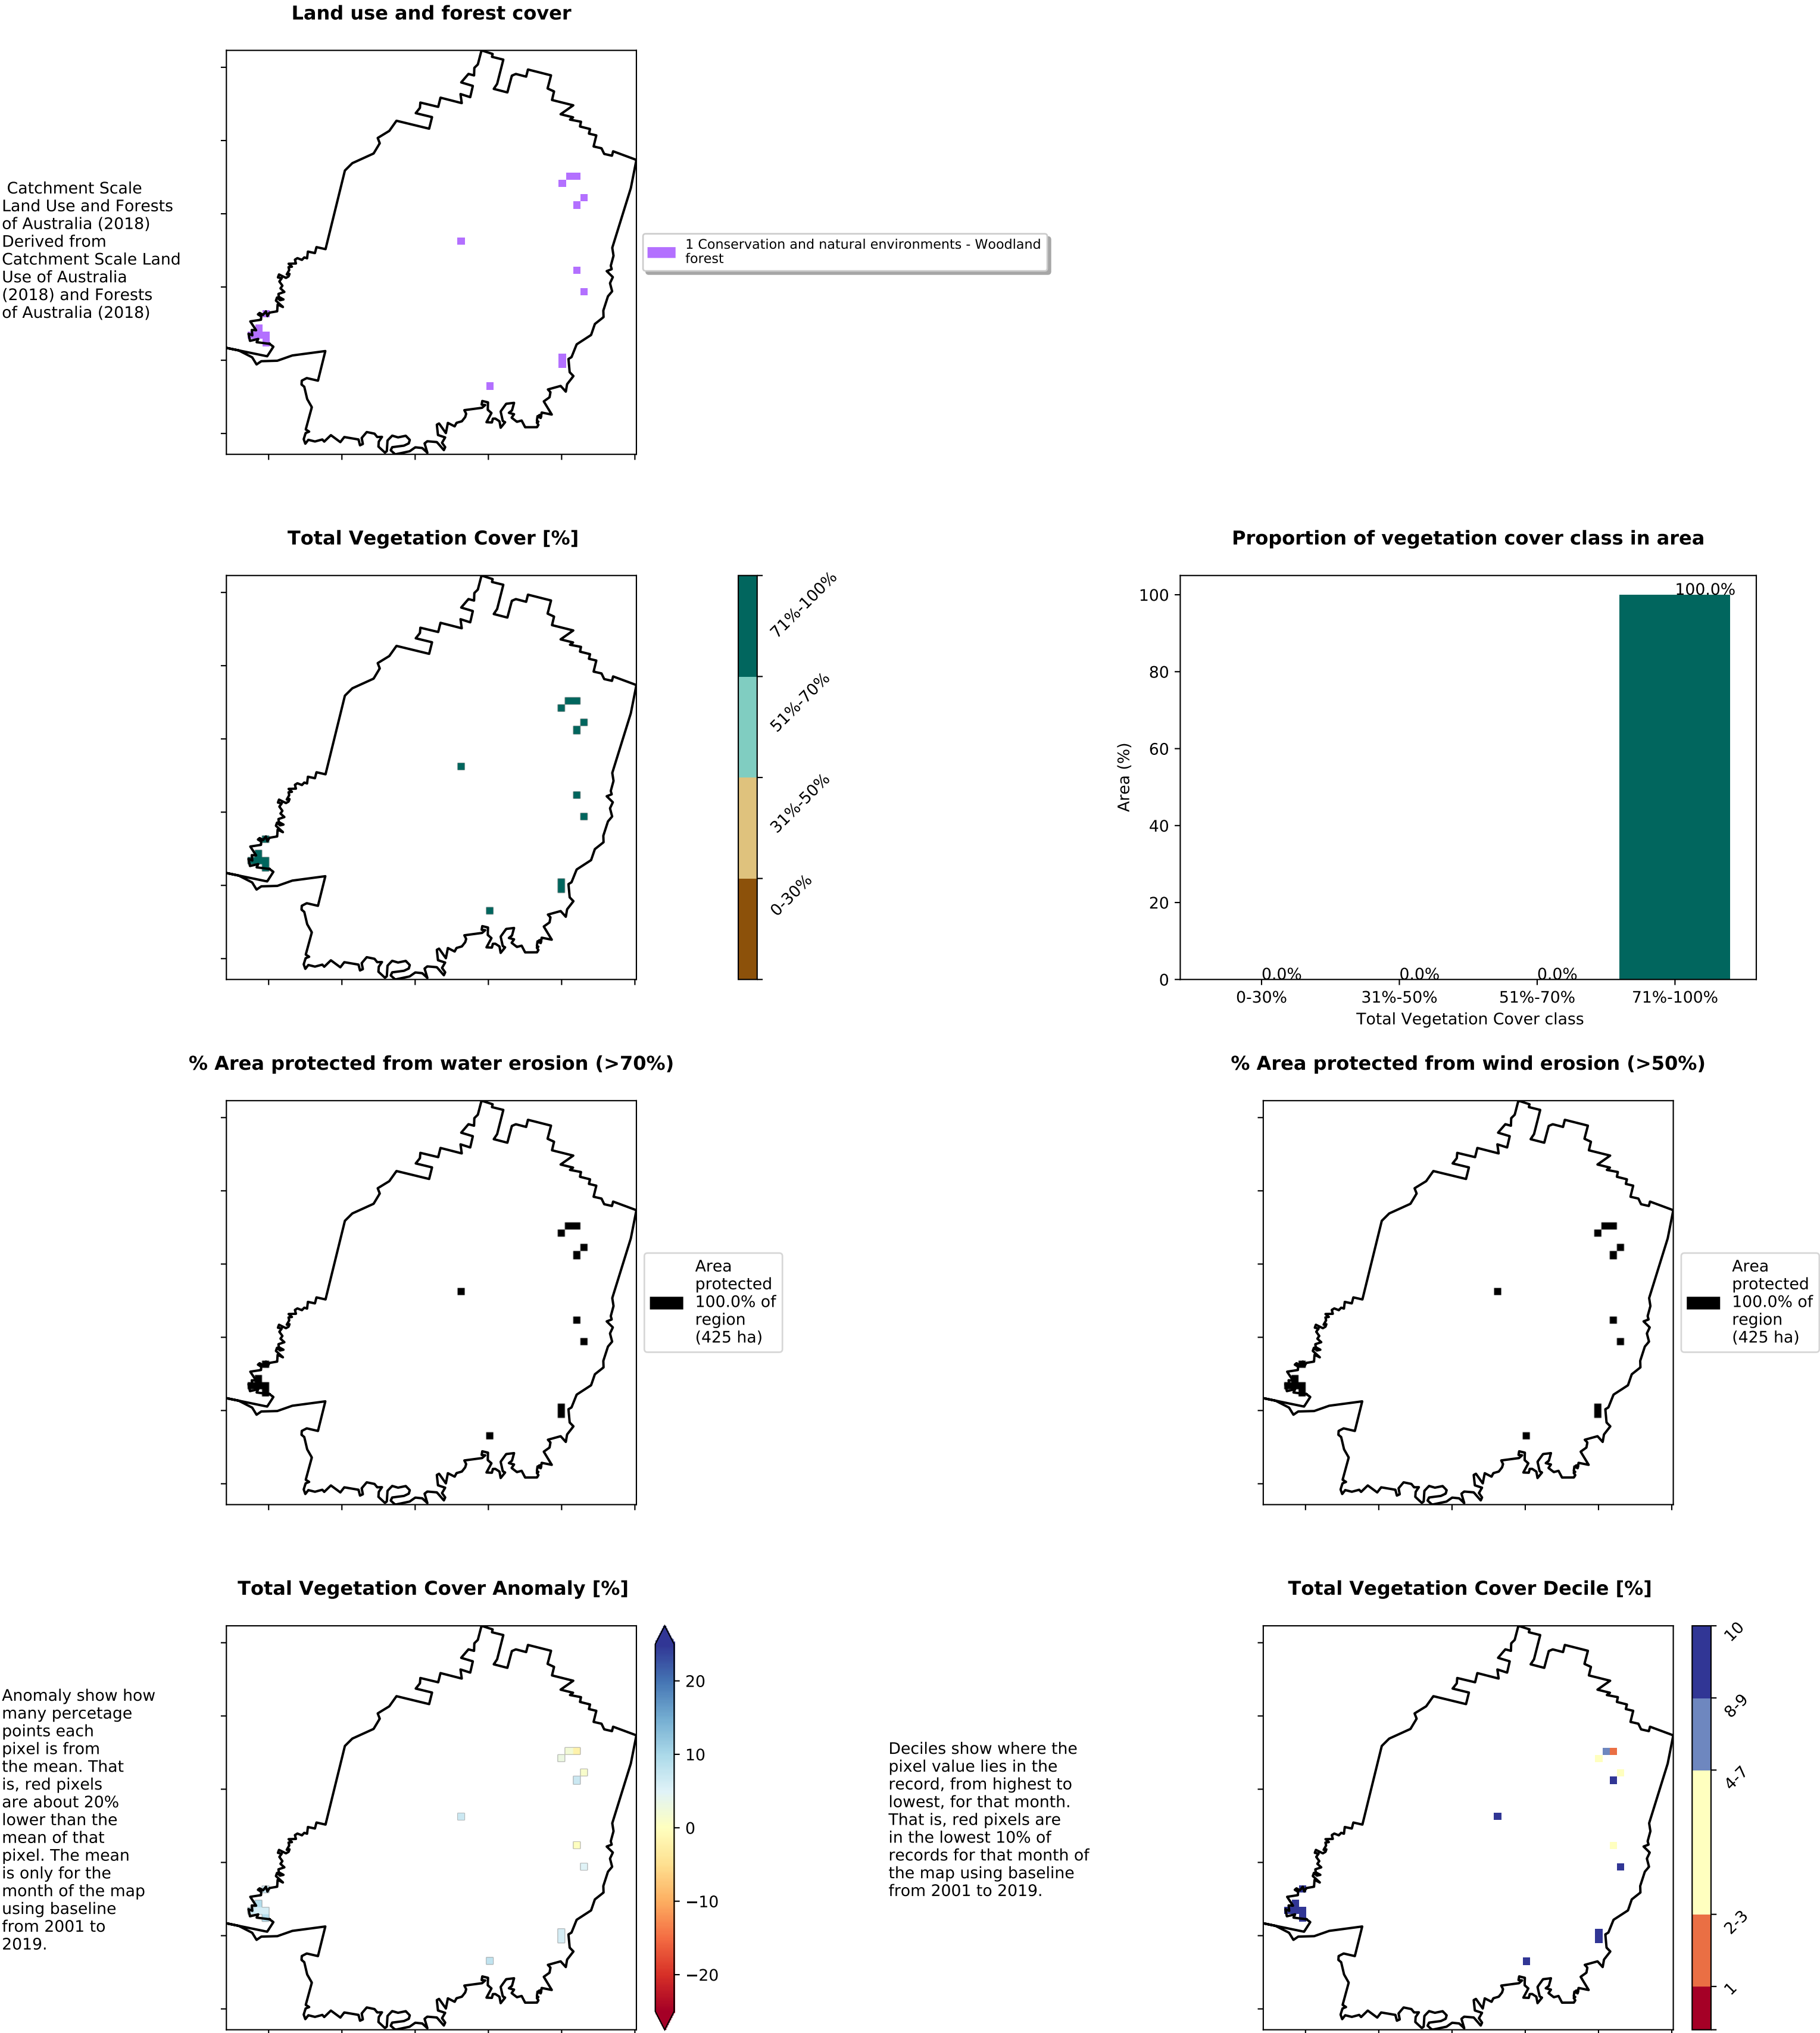 Land use and forest cover
Catchment Scale
Land Use and Forests
of Australia (2018)
Derived from
Catchment Scale Land
Use of Australia
(2018) and Forests
of Australia (2018)
1 Conservation and natural environments - Woodland
forest
Total Vegetation Cover [%]
71%-100%
51%-70%
31%-50%
0-30%
Proportion of vegetation cover class in area
Area (%)
100
80
60
40
20
0
0.0%
0.0%
0.0%
100.0%
0-30%
31%-50%
51%-70%
71%-100%
Total Vegetation Cover class
% Area protected from water erosion (>70%)
Area
protected
100.0% of
region
(425 ha)
% Area protected from wind erosion (>50%)
Area
protected
100.0% of
region
(425 ha)
Total Vegetation Cover Anomaly [%]
Anomaly show how
many percetage
points each
pixel is from
the mean. That
is, red pixels
are about 20%
lower than the
mean of that
pixel. The mean
is only for the
month of the map
using baseline
from 2001 to
2019.
20
10
0
−10
−20
Total Vegetation Cover Decile [%]
Deciles show where the
pixel value lies in the
record, from highest to
lowest, for that month.
That is, red pixels are
in the lowest 10% of
records for that month of
the map using baseline
from 2001 to 2019.
10
8-9
4-7
2-3
1